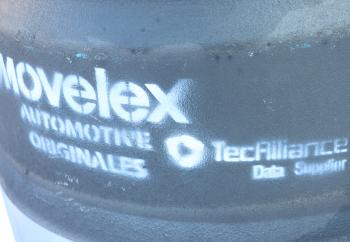 Movelex
AUTOMOTIVE
ORIGINALES
TecAlliance
Data Supplier